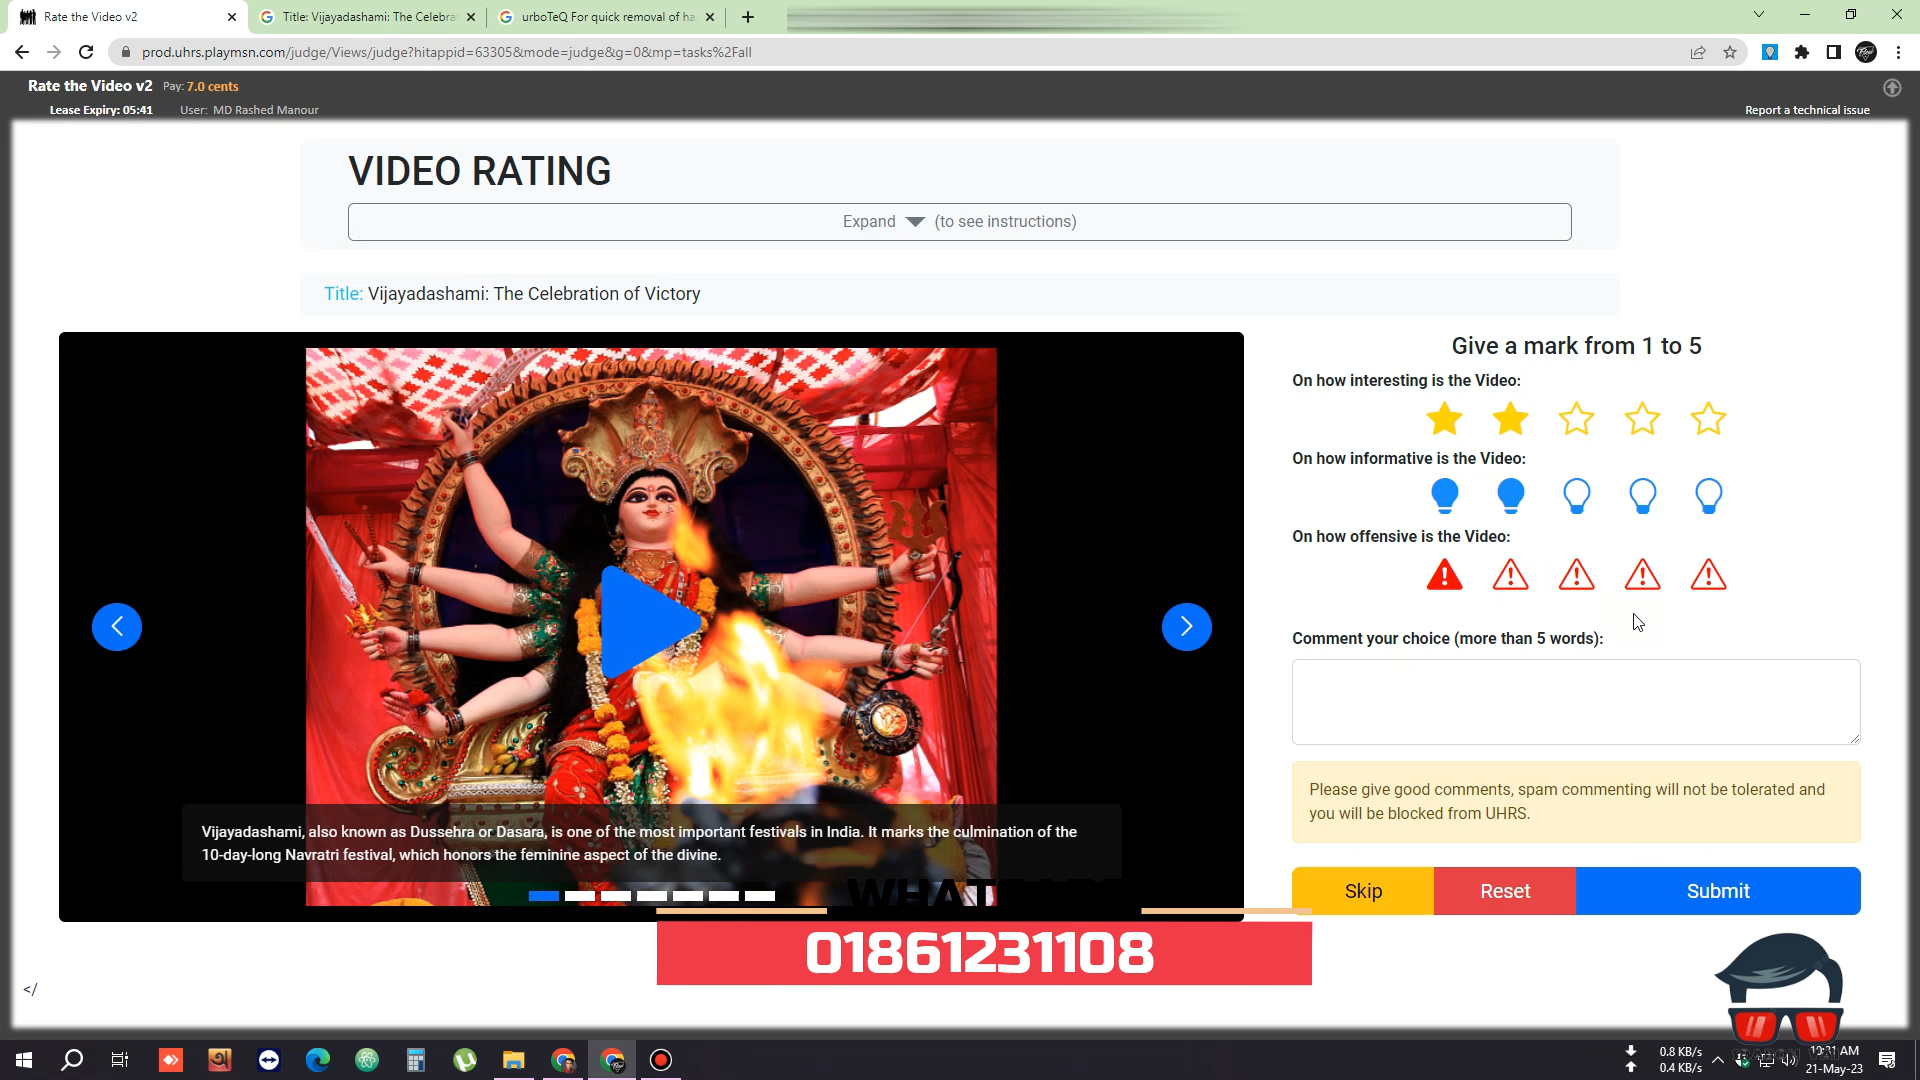 Rate the Video v2
Title: Vijayadashami: The Celebra
urboTeQ For quick removal of ha
prod.uhrs.playmsn.com/judge/Views/judge?hitappid=63305&mode=judge&g=0&mp=tasks%2Fall
Rate the Video v2 Pay: 7.0 cents
Lease Expiry: 05:41 User: MD Rashed Manour
Report a technical issue
VIDEO RATING
Expand (to see instructions)
Title: Vijayadashami: The Celebration of Victory
Give a mark from 1 to 5
On how interesting is the Video:
On how informative is the Video:
On how offensive is the Video:
Comment your choice (more than 5 words):
Please give good comments, spam commenting will not be tolerated and
you will be blocked from UHRS.
Skip Reset Submit
Vijayadashami, also known as Dussehra or Dasara, is one of the most important festivals in India. It marks the culmination of the
10-day-long Navratri festival, which honors the feminine aspect of the divine.
01861231108
</
0.8 KB/s
0.4 KB/s
21-May-23